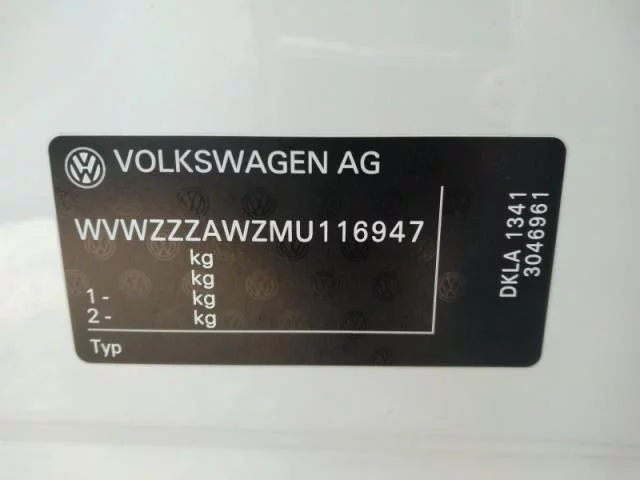 VOLKSWAGEN AG
WVWZZZAWZMU116947
kg
kg
1- kg
2- kg
Typ
DKLA 1341
3046961